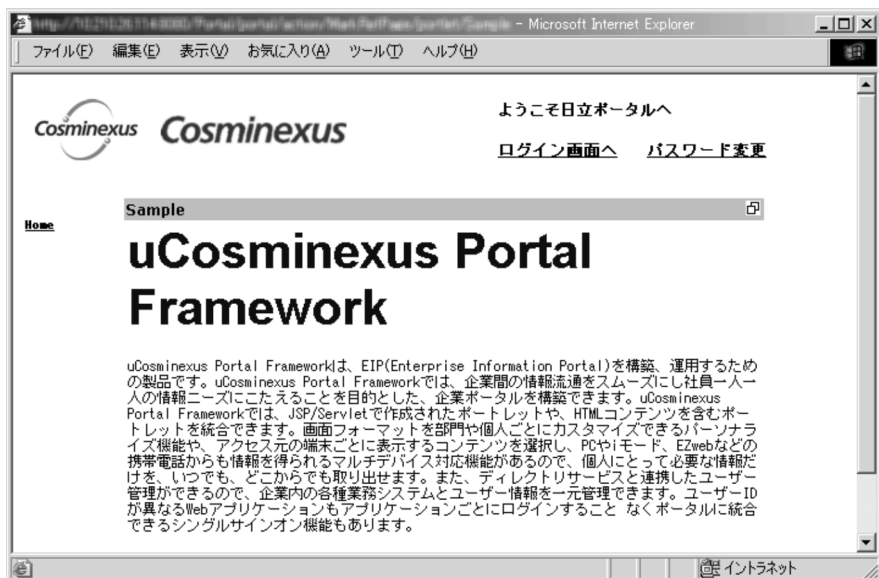 - Microsoft Internet Explorer
ファイル(F) 編集(E) 表示(V) お気に入り(A) ツール(T) ヘルプ(H)
Cosminexus Cosminexus
ようこそ日立ポータルへ
ログイン画面へ パスワード変更
Home
Sample
uCosminexus Portal
Framework
uCosminexus Portal Frameworkは、EIP(Enterprise Information Portal)を構築、運用するため
の製品です。uCosminexus Portal Frameworkでは、企業間の情報流通をスムーズにし社員一人一
人の情報ニーズにこたえることを目的とした、企業ポータルを構築できます。uCosminexus
Portal Frameworkでは、JSP/Servletで作成されたポートレットや、HTMLコンテンツを含むポー
トレットを統合できます。画面フォーマットを部門や個人ごとにカスタマイズできるパーソナラ
イズ機能や、アクセス元の端末ごとに表示するコンテンツを選択し、PCやiモード、EZwebなどの
携帯電話からも情報を得られるマルチデバイス対応機能があるので、個人にとって必要な情報だ
けを、いつでも、どこからでも取り出せます。また、ディレクトリサービスと連携したユーザー
管理ができるので、企業内の各種業務システムとユーザー情報を一元管理できます。ユーザーID
が異なるWebアプリケーションもアプリケーションごとにログインすること なくポータルに統合
できるシングルサインオン機能もあります。
イントラネット